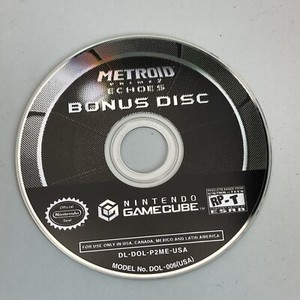 METROID
PRIME 2
ECHOES
BONUS DISC
Official
Nintendo
Seal
NINTENDO
GAMECUBE™
RP-T
ESRB
FOR USE ONLY IN USA, CANADA, MEXICO AND LATIN AMERICA
DL-DOL-P2ME-USA
MODEL No. DOL-006(USA)